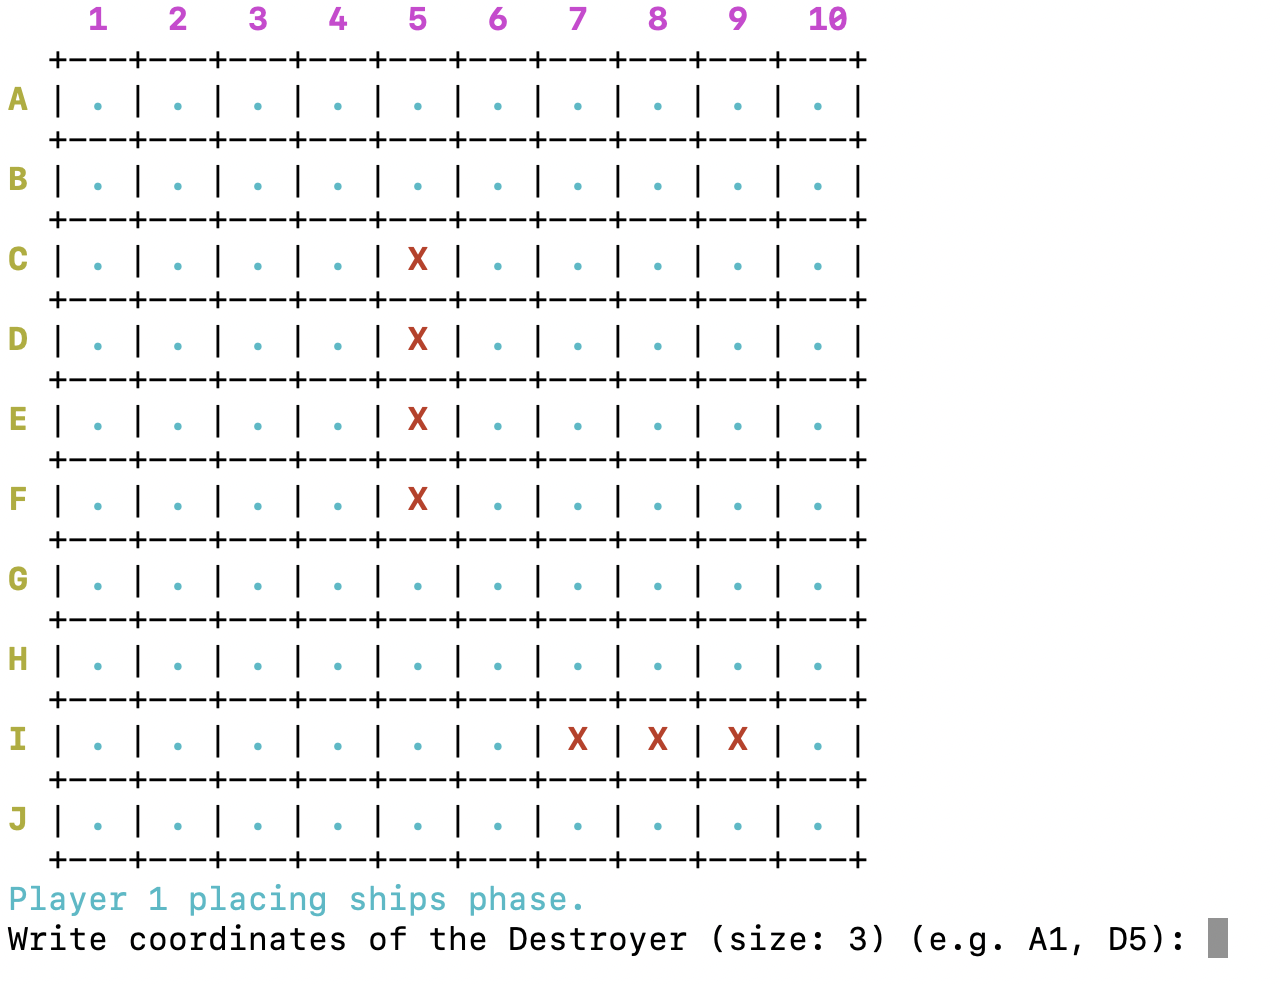 1 2 3 4 5 6 7 8 9 10
+---+---+---+---+---+---+---+---+---+---+
A | . | . | . | . | . | . | . | . | . | . |
+---+---+---+---+---+---+---+---+---+---+
B | . | . | . | . | . | . | . | . | . | . |
+---+---+---+---+---+---+---+---+---+---+
C | . | . | . | . | X | . | . | . | . | . |
+---+---+---+---+---+---+---+---+---+---+
D | . | . | . | . | X | . | . | . | . | . |
+---+---+---+---+---+---+---+---+---+---+
E | . | . | . | . | X | . | . | . | . | . |
+---+---+---+---+---+---+---+---+---+---+
F | . | . | . | . | X | . | . | . | . | . |
+---+---+---+---+---+---+---+---+---+---+
G | . | . | . | . | . | . | . | . | . | . |
+---+---+---+---+---+---+---+---+---+---+
H | . | . | . | . | . | . | . | . | . | . |
+---+---+---+---+---+---+---+---+---+---+
I | . | . | . | . | . | . | X | X | X | . |
+---+---+---+---+---+---+---+---+---+---+
J | . | . | . | . | . | . | . | . | . | . |
+---+---+---+---+---+---+---+---+---+---+
Player 1 placing ships phase.
Write coordinates of the Destroyer (size: 3) (e.g. A1, D5):